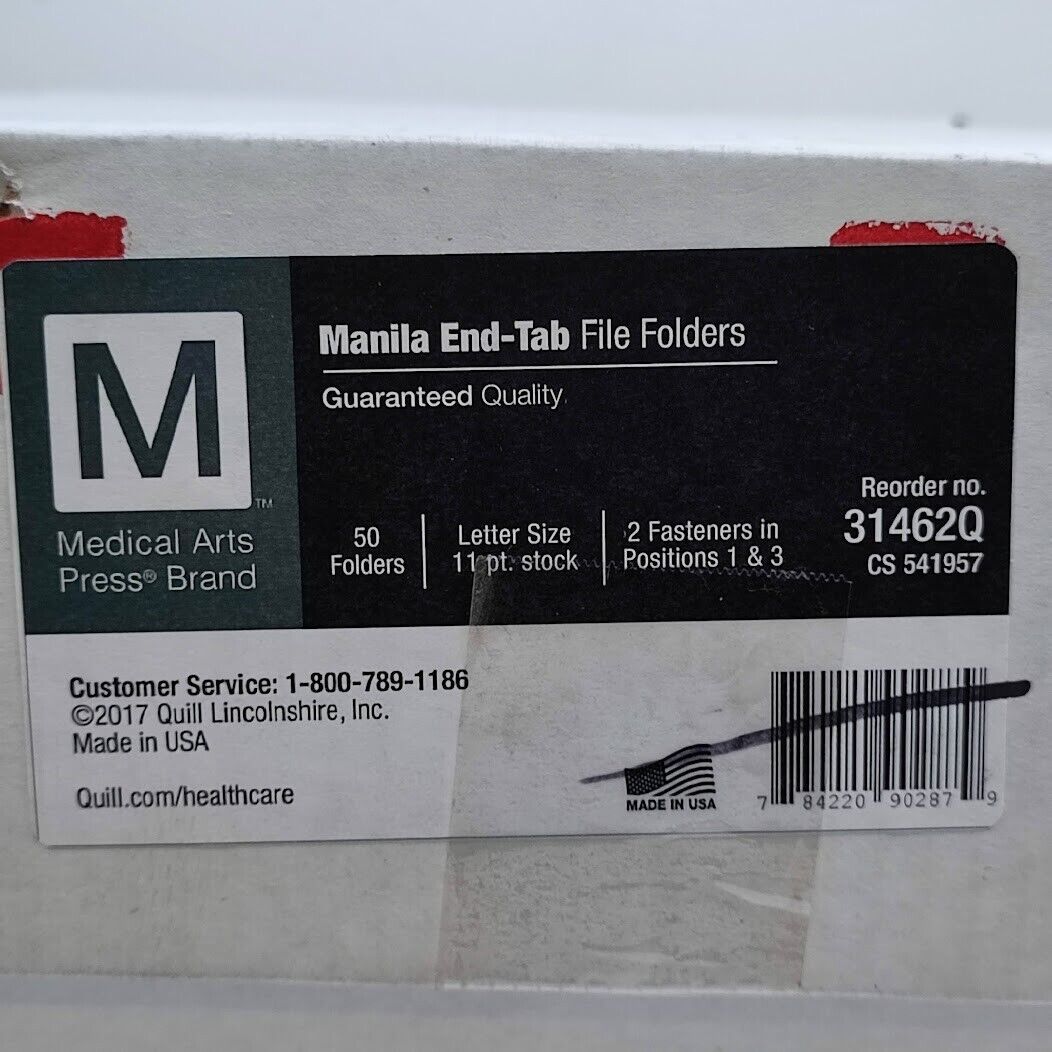 M
TM
Medical Arts
Press® Brand
Manila End-Tab File Folders
Guaranteed Quality.
50
Folders
Letter Size
11 pt. stock
2 Fasteners in
Positions 1 & 3
Reorder no.
31462Q
CS 541957
Customer Service: 1-800-789-1186
©2017 Quill Lincolnshire, Inc.
Made in USA
Quill.com/healthcare
MADE IN USA
7 84220 90287 9